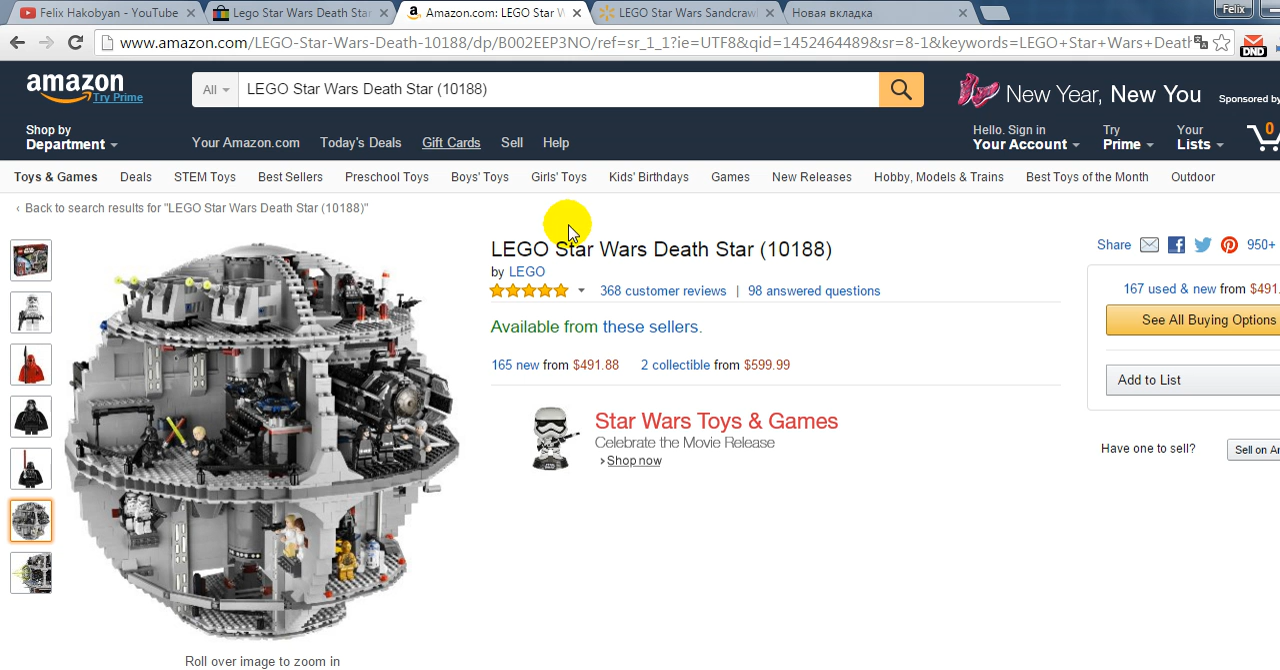 Felix Hakobyan - YouTube
Lego Star Wars Death Star
Amazon.com: LEGO Star W
LEGO Star Wars Sandcrawl
Новая вкладка
Felix
www.amazon.com/LEGO-Star-Wars-Death-10188/dp/B002EEP3NO/ref=sr_1_1?ie=UTF8&qid=1452464489&sr=8-1&keywords=LEGO+Star+Wars+Death
DND
amazon
Try Prime
All
LEGO Star Wars Death Star (10188)
New Year, New You
Sponsored by
Shop by
Department
Your Amazon.com
Today's Deals
Gift Cards
Sell
Help
Hello. Sign in
Your Account
Try
Prime
Your
Lists
0
Toys & Games
Deals
STEM Toys
Best Sellers
Preschool Toys
Boys' Toys
Girls' Toys
Kids' Birthdays
Games
New Releases
Hobby, Models & Trains
Best Toys of the Month
Outdoor
‹ Back to search results for "LEGO Star Wars Death Star (10188)"
LEGO Star Wars Death Star (10188)
by LEGO
368 customer reviews | 98 answered questions
Available from these sellers.
165 new from $491.88
2 collectible from $599.99
Star Wars Toys & Games
Celebrate the Movie Release
›Shop now
Share
950+
167 used & new from $491.
See All Buying Options
Add to List
Have one to sell?
Sell on Am
Roll over image to zoom in